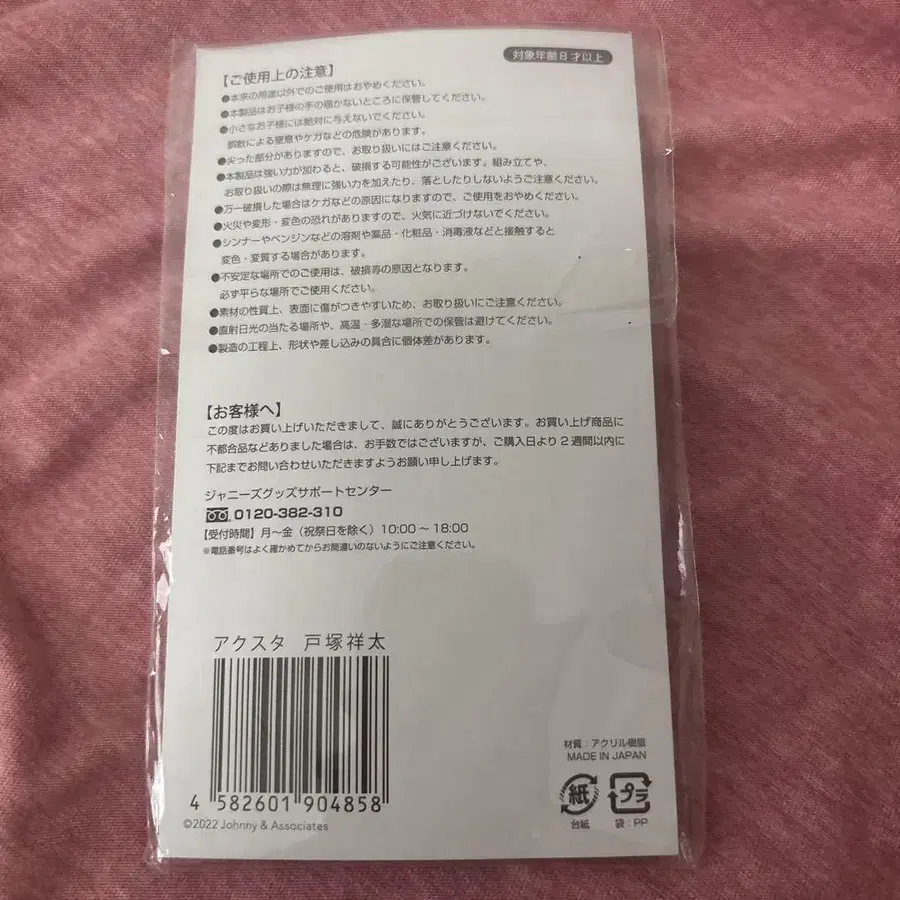 対象年齢8才以上
【ご使用上の注意】
●本来の用途以外でのご使用はおやめください。
●本製品はお子様の手の届かないところに保管してください。
●小さなお子様には絶対に与えないでください。
誤飲による窒息やケガなどの危険があります。
●尖った部分がありますので、お取り扱いにはご注意ください。
●本製品は強い力が加わると、破損する可能性がございます。組み立てや、
お取り扱いの際は無理に強い力を加えたり、落としたりしないようご注意ください。
●万一破損した場合はケガなどの原因になりますので、ご使用をおやめください。
●火災や変形・変色の恐れがありますので、火気に近づけないでください。
●シンナーやベンジンなどの溶剤や薬品・化粧品・消毒液などと接触すると
変色・変質する場合があります。
●不安定な場所でのご使用は、破損等の原因となります。
必ず平らな場所でご使用ください。
●素材の性質上、表面に傷がつきやすいため、お取り扱いにご注意ください。
●直射日光の当たる場所や、高温・多湿な場所での保管は避けてください。
●製造の工程上、形状や差し込みの具合に個体差があります。
【お客様へ】
この度はお買い上げいただきまして、誠にありがとうございます。お買い上げ商品に
不都合品などありました場合は、お手数ではございますが、ご購入日より2週間以内に
下記までお問い合わせいただきますようお願い申し上げます。
ジャニーズグッズサポートセンター
0120-382-310
【受付時間】月〜金（祝祭日を除く）10:00〜18:00
※電話番号はよく確かめてからお間違いのないようにご注意ください。
アクスタ 戸塚祥太
4 582601 904858
©2022 Johnny & Associates
材質：アクリル樹脂
MADE IN JAPAN
紙 プラ
台紙 袋：PP